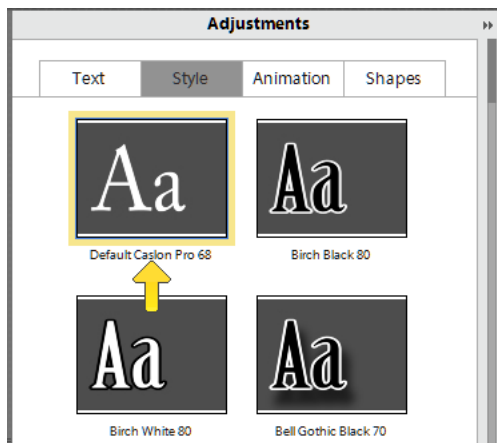 Adjustments
Text Style Animation Shapes
Aa Aa
Default Caslon Pro 68 Birch Black 80
Aa Aa
Birch White 80 Bell Gothic Black 70